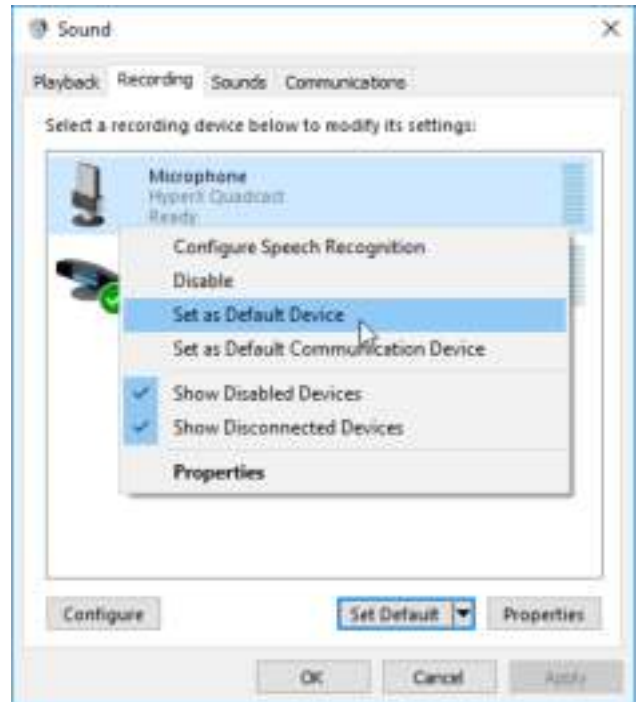 Sound
Playback Recording Sounds Communications
Select a recording device below to modify its settings:
Microphone
HyperX Quadcast
Ready
Configure Speech Recognition
Disable
Set as Default Device
Set as Default Communication Device
Show Disabled Devices
Show Disconnected Devices
Properties
Configure Set Default Properties
OK Cancel Apply